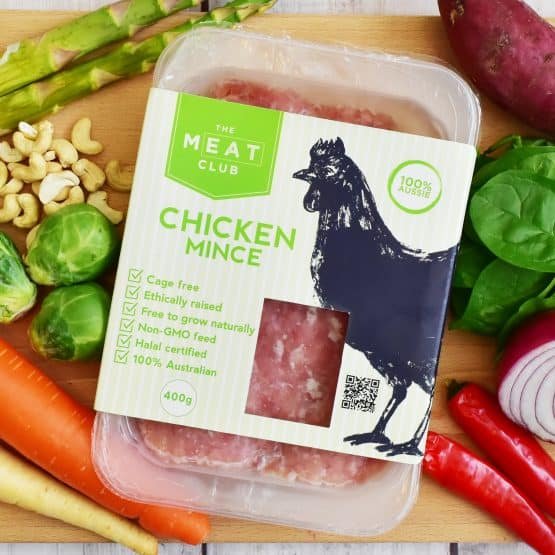 THE
MEAT
CLUB
100%
AUSSIE
CHICKEN
MINCE
Cage free
Ethically raised
Free to grow naturally
Non-GMO feed
Halal certified
100% Australian
400g